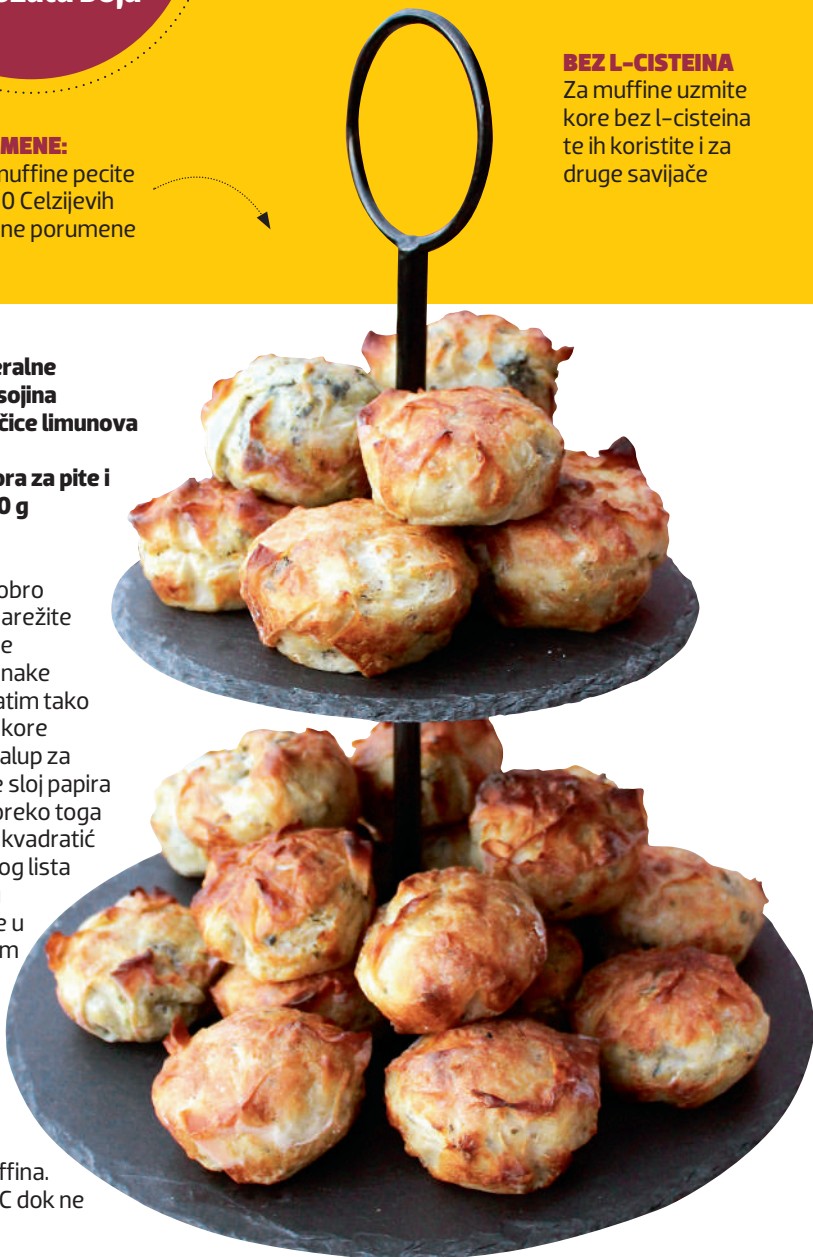 BEZ L-CISTEINA
Za muffine uzmite
kore bez l-cisteina
te ih koristite i za
druge savijače
MENE:
muffine pecite
0 Celzijevih
ne porumene
eralne
sojina
čice limunova
ora za pite i
0 g
obro
arežite
e
nake
atim tako
kore
alup za
e sloj papira
preko toga
kvadratić
og lista
e u
m
ffina.
C dok ne